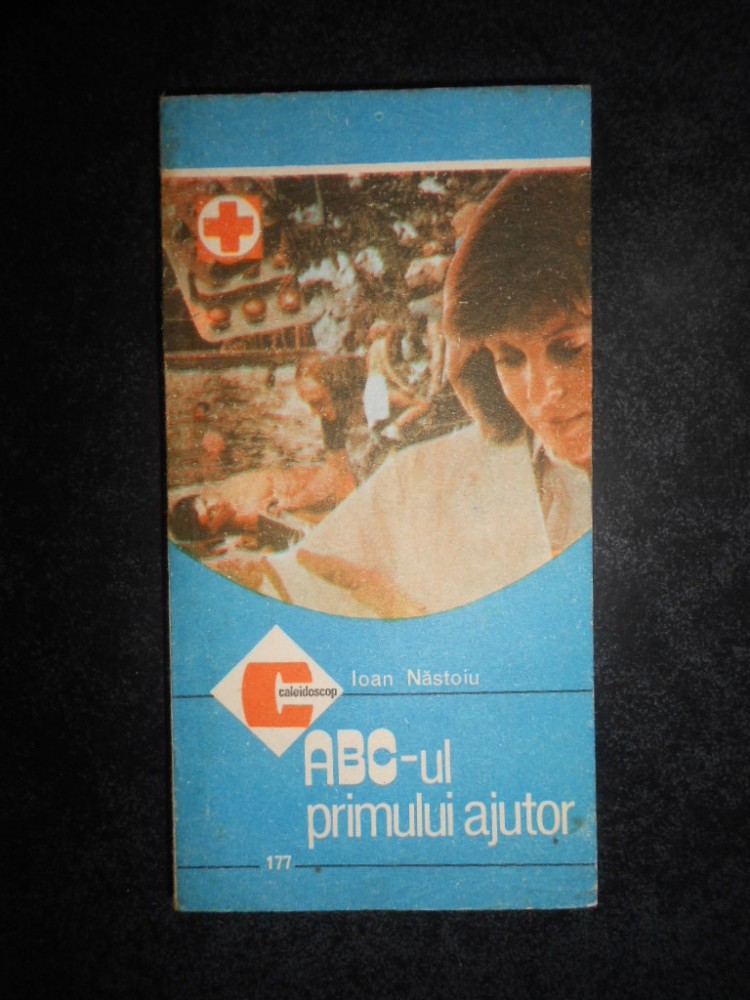 Ioan Năstoiu
caleidoscop
ABC-ul
primului ajutor
177